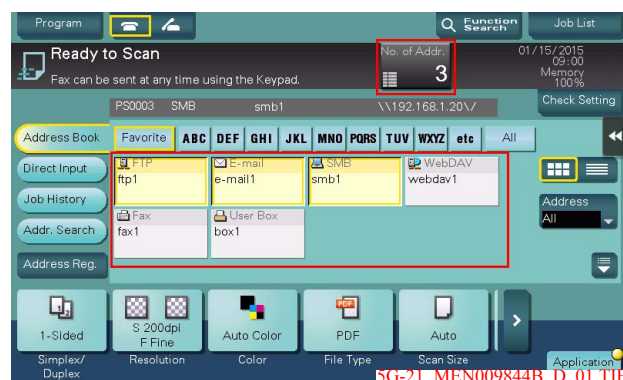 Program
Function Search
Job List
Ready to Scan
No. of Addr.
3
01/15/2015
09:00
Memory
100%
Fax can be sent at any time using the Keypad.
PS0003 SMB smb1 \\192.168.1.20\/
Check Setting
Address Book
Favorite ABC DEF GHI JKL MNO PQRS TUV WXYZ etc All
Direct Input
FTP
ftp1
E-mail
e-mail1
SMB
smb1
WebDAV
webdav1
Job History
Address
All
Fax
fax1
User Box
box1
Addr. Search
Address Reg.
1-Sided
S 200dpi
F Fine
Auto Color
PDF
PDF
Auto
Simplex/
Duplex
Resolution
Color
File Type
Scan Size
Application
5G-21_MEN009844B_D_01.TIF